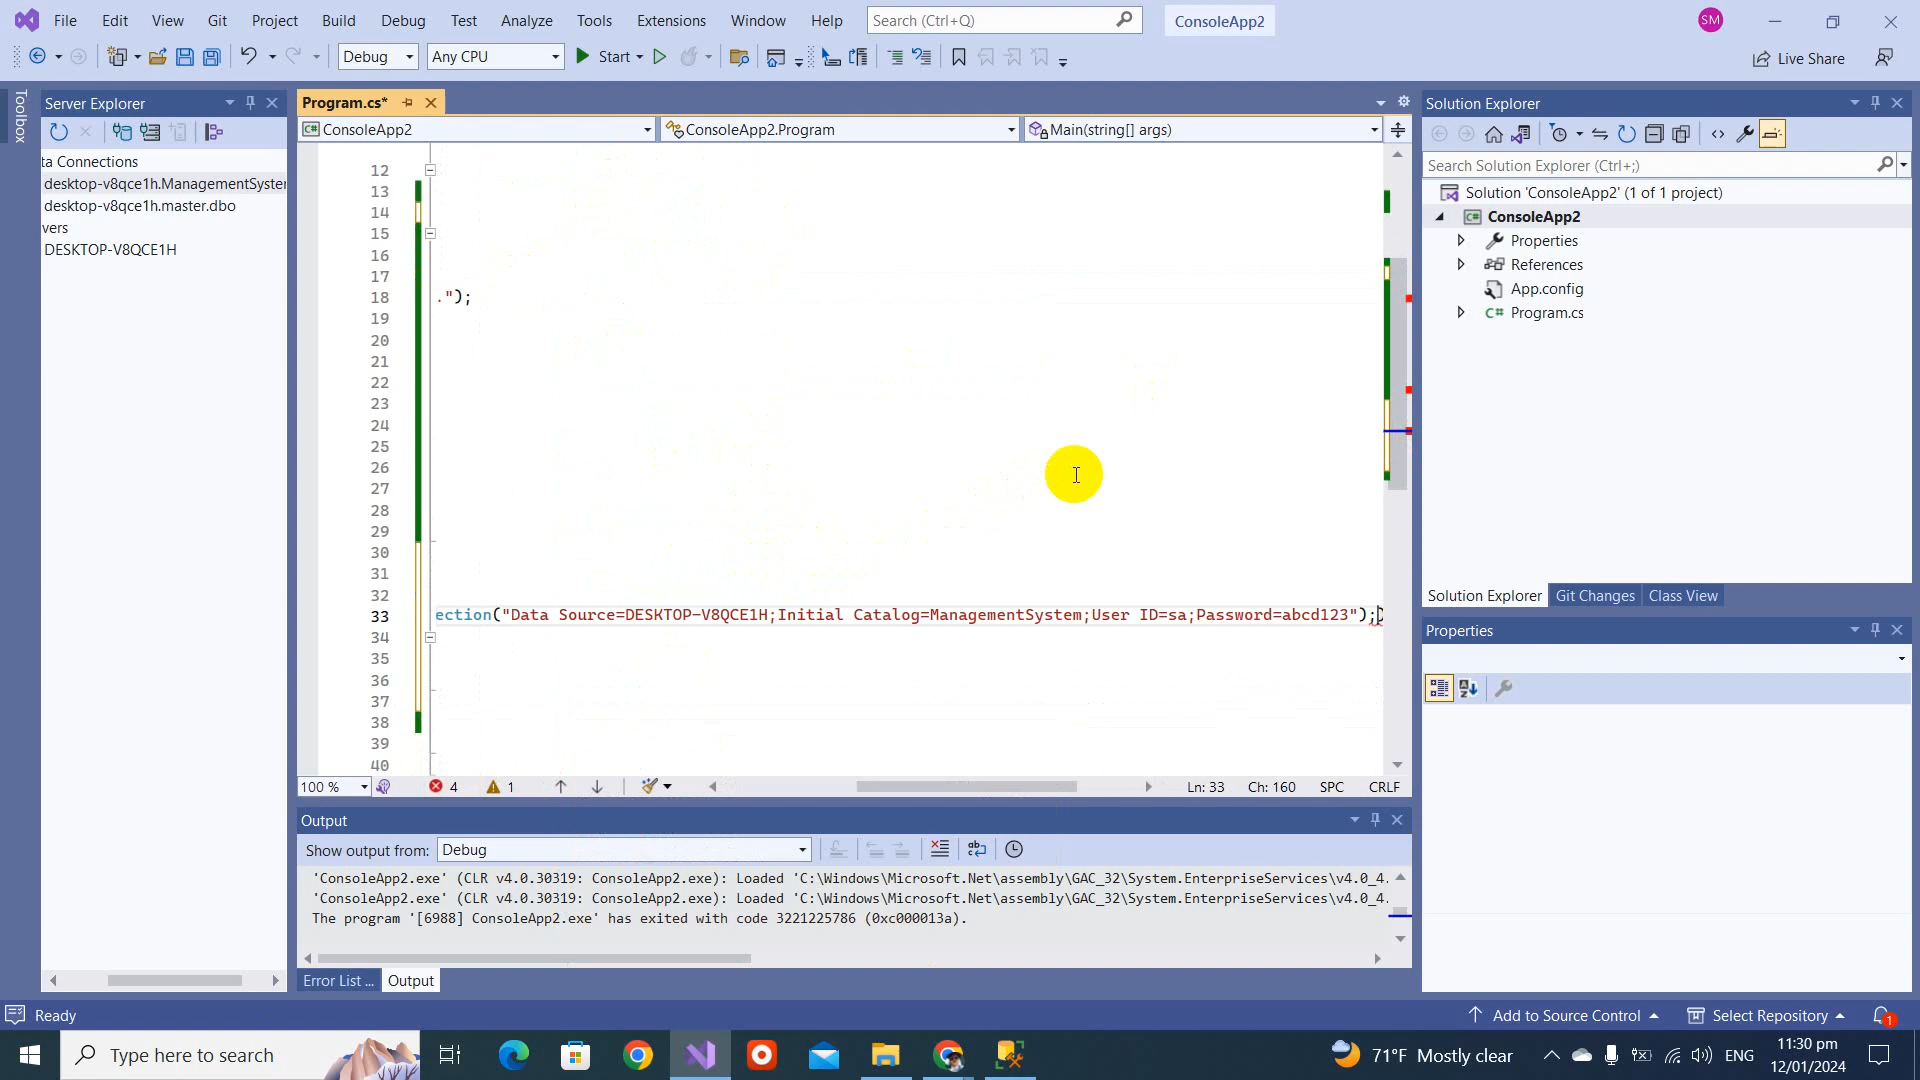 File Edit View Git Project Build Debug Test Analyze Tools Extensions Window Help Search (Ctrl+Q) ConsoleApp2 SM
Debug Any CPU Start Live Share
Toolbox
Server Explorer
ta Connections
desktop-v8qce1h.ManagementSyster
desktop-v8qce1h.master.dbo
vers
DESKTOP-V8QCE1H
Program.cs*
ConsoleApp2 ConsoleApp2.Program Main(string[] args)
12
13
14
15
16
17
18 .");
19
20
21
22
23
24
25
26
27
28
29
30
31
32
33 ection("Data Source=DESKTOP-V8QCE1H;Initial Catalog=ManagementSystem;User ID=sa;Password=abcd123");)
34
35
36
37
38
39
40
100 % 4 1 Ln: 33 Ch: 160 SPC CRLF
Output
Show output from: Debug
'ConsoleApp2.exe' (CLR v4.0.30319: ConsoleApp2.exe): Loaded 'C:\Windows\Microsoft.Net\assembly\GAC_32\System.EnterpriseServices\v4.0_4.
'ConsoleApp2.exe' (CLR v4.0.30319: ConsoleApp2.exe): Loaded 'C:\Windows\Microsoft.Net\assembly\GAC_32\System.EnterpriseServices\v4.0_4.
The program '[6988] ConsoleApp2.exe' has exited with code 3221225786 (0xc000013a).
Error List ... Output
Solution Explorer
Search Solution Explorer (Ctrl+;)
Solution 'ConsoleApp2' (1 of 1 project)
C# ConsoleApp2
Properties
References
App.config
C# Program.cs
Solution Explorer Git Changes Class View
Properties
Ready Add to Source Control Select Repository 1
Type here to search 71°F Mostly clear ENG 11:30 pm
12/01/2024